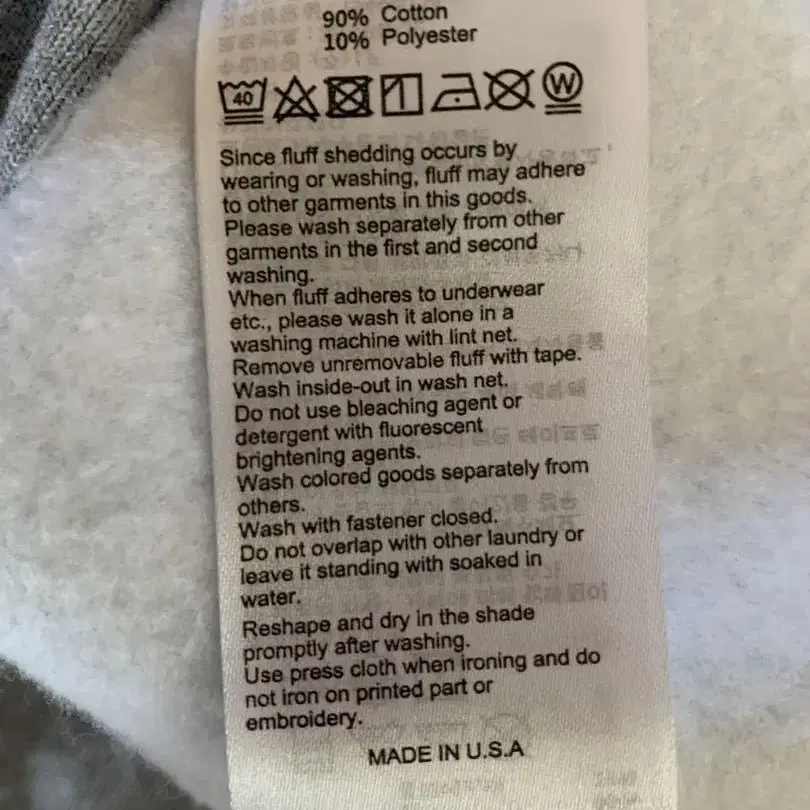 90% Cotton
10% Polyester
40
W
Since fluff shedding occurs by
wearing or washing, fluff may adhere
to other garments in this goods.
Please wash separately from other
garments in the first and second
washing.
When fluff adheres to underwear
etc., please wash it alone in a
washing machine with lint net.
Remove unremovable fluff with tape.
Wash inside-out in wash net.
Do not use bleaching agent or
detergent with fluorescent
brightening agents.
Wash colored goods separately from
others.
Wash with fastener closed.
Do not overlap with other laundry or
leave it standing with soaked in
water.
Reshape and dry in the shade
promptly after washing.
Use press cloth when ironing and do
not iron on printed part or
embroidery.
MADE IN U.S.A